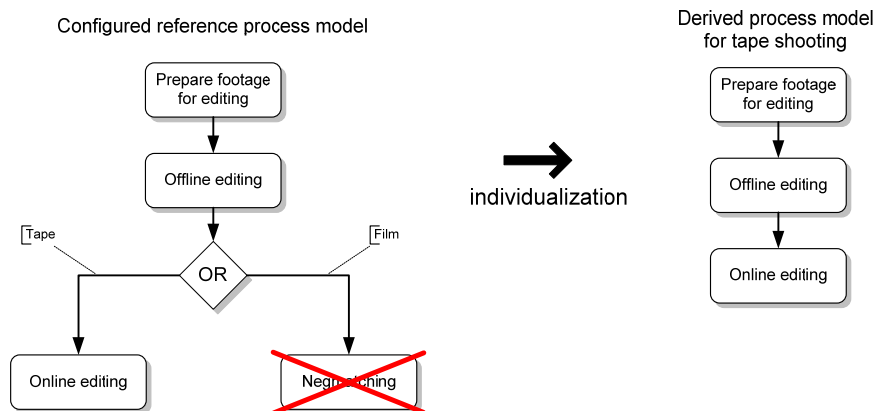 Configured reference process model
Prepare footage
for editing
Offline editing
Tape
Film
OR
Online editing
Negmatching
individualization
Derived process model
for tape shooting
Prepare footage
for editing
Offline editing
Online editing